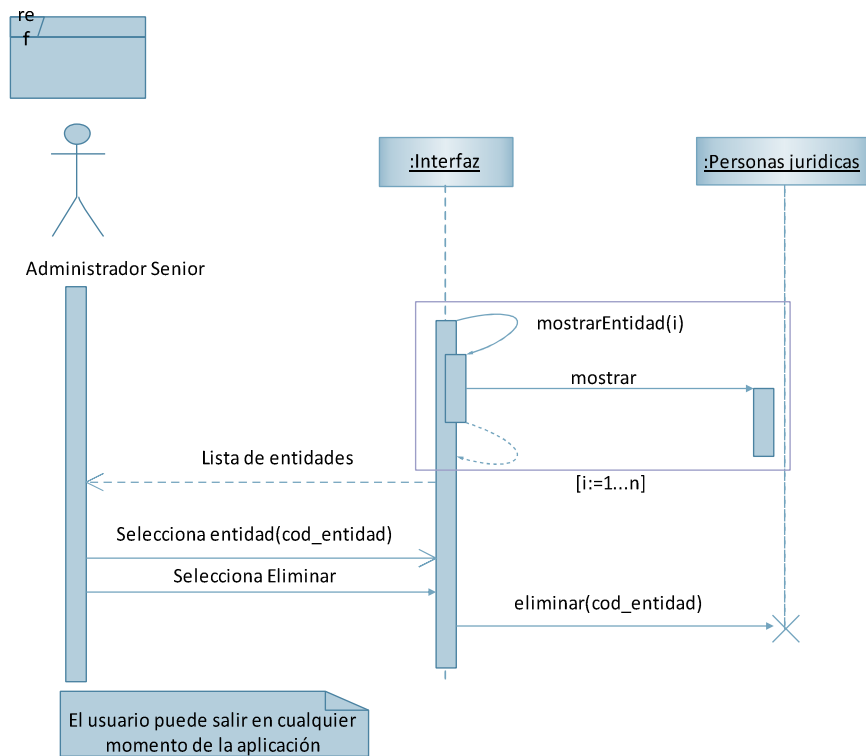 re
f
:Interfaz
:Personas juridicas
Administrador Senior
mostrarEntidad(i)
mostrar
Lista de entidades
[i:=1...n]
Selecciona entidad(cod_entidad)
Selecciona Eliminar
eliminar(cod_entidad)
El usuario puede salir en cualquier
momento de la aplicación